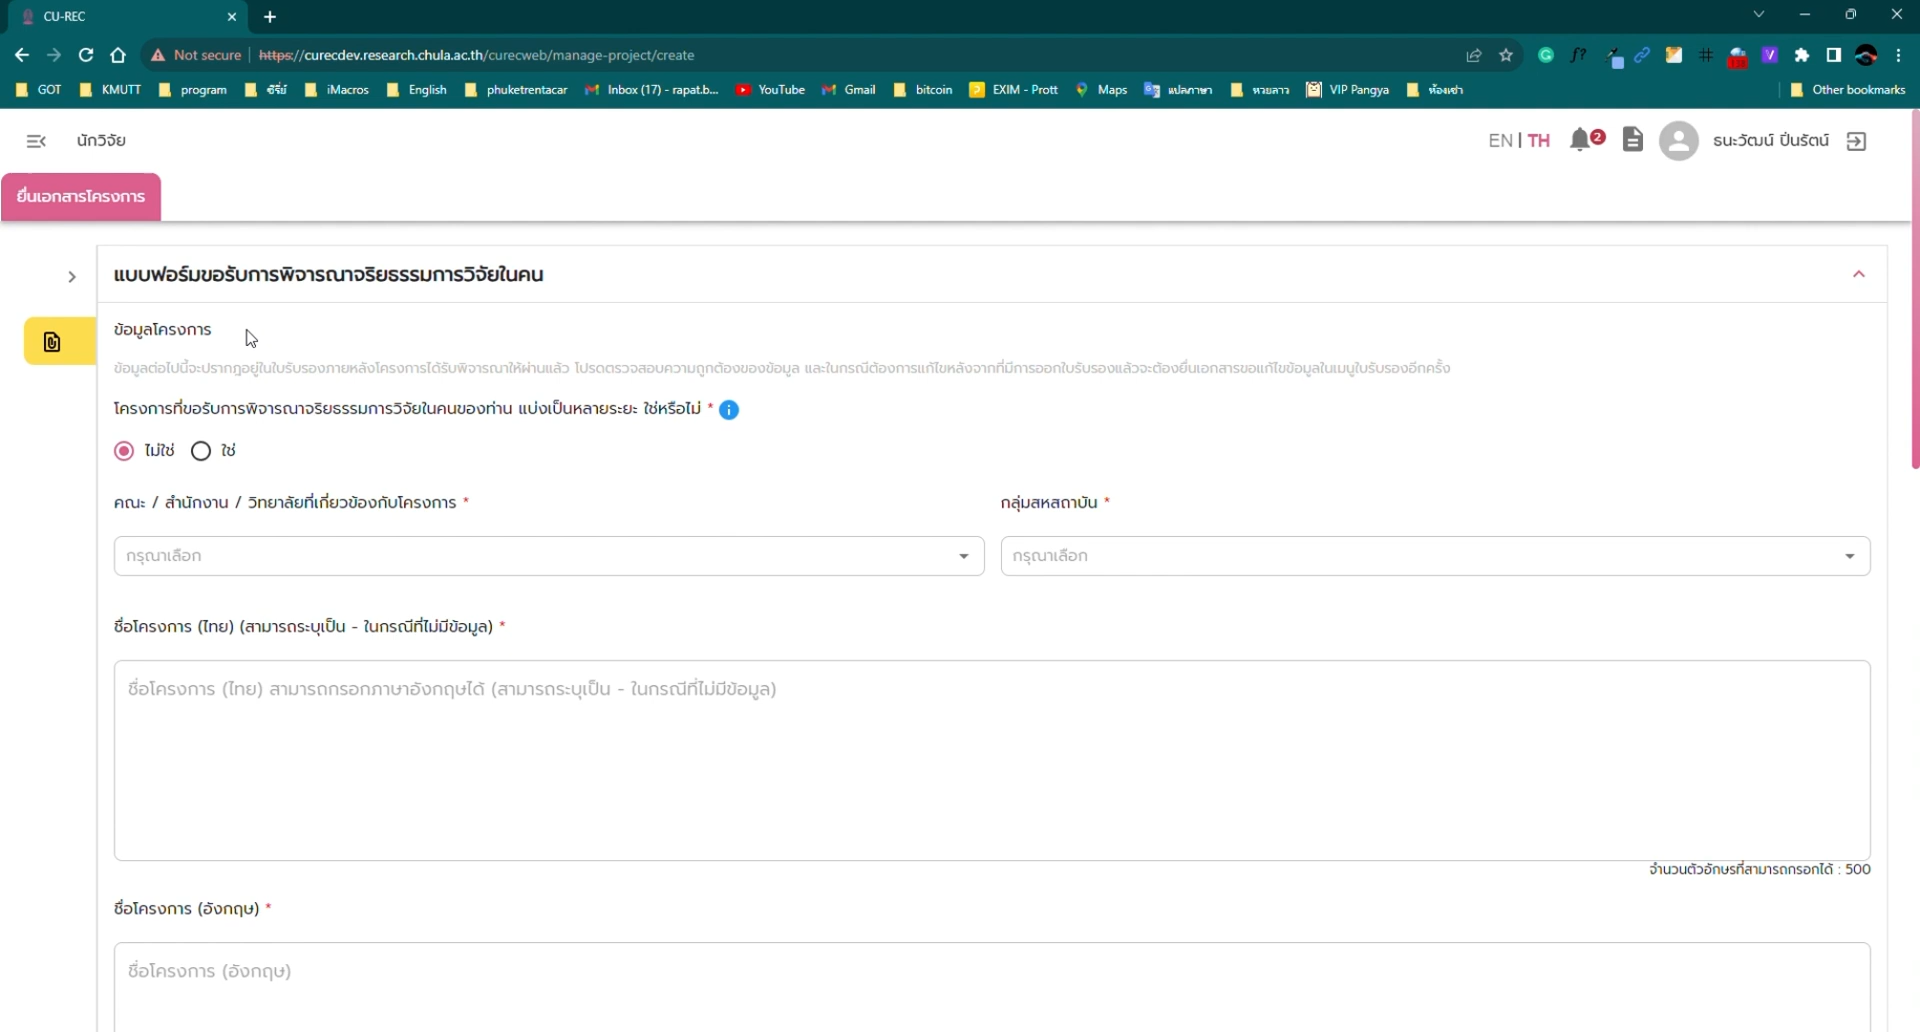 CU-REC
Not secure | https://curecdev.research.chula.ac.th/curecweb/manage-project/create
GOT KMUTT program ซีรี่ย์ iMacros English phuketrentacar Inbox (17) - rapat.b... YouTube Gmail bitcoin EXIM - Prott Maps แปลภาษา หวยลาว VIP Pangya ห้องเช่า Other bookmarks
นักวิจัย EN | TH 2 ธนะวัฒน์ ปิ่นรัตน์
ยื่นเอกสารโครงการ
แบบฟอร์มขอรับการพิจารณาจริยธรรมการวิจัยในคน
ข้อมูลโครงการ
ข้อมูลต่อไปนี้จะปรากฎอยู่ในใบรับรองภายหลังโครงการได้รับพิจารณาให้ผ่านแล้ว โปรดตรวจสอบความถูกต้องของข้อมูล และในกรณีต้องการแก้ไขหลังจากที่มีการออกใบรับรองแล้วจะต้องยื่นเอกสารขอแก้ไขข้อมูลในเมนูใบรับรองอีกครั้ง
โครงการที่ขอรับการพิจารณาจริยธรรมการวิจัยในคนของท่าน แบ่งเป็นหลายระยะ ใช่หรือไม่ *
ไม่ใช่ ใช่
คณะ / สำนักงาน / วิทยาลัยที่เกี่ยวข้องกับโครงการ * กลุ่มสหสถาบัน *
กรุณาเลือก กรุณาเลือก
ชื่อโครงการ (ไทย) (สามารถระบุเป็น - ในกรณีที่ไม่มีข้อมูล) *
ชื่อโครงการ (ไทย) สามารถกรอกภาษาอังกฤษได้ (สามารถระบุเป็น - ในกรณีที่ไม่มีข้อมูล)
จำนวนตัวอักษรที่สามารถกรอกได้ : 500
ชื่อโครงการ (อังกฤษ) *
ชื่อโครงการ (อังกฤษ)